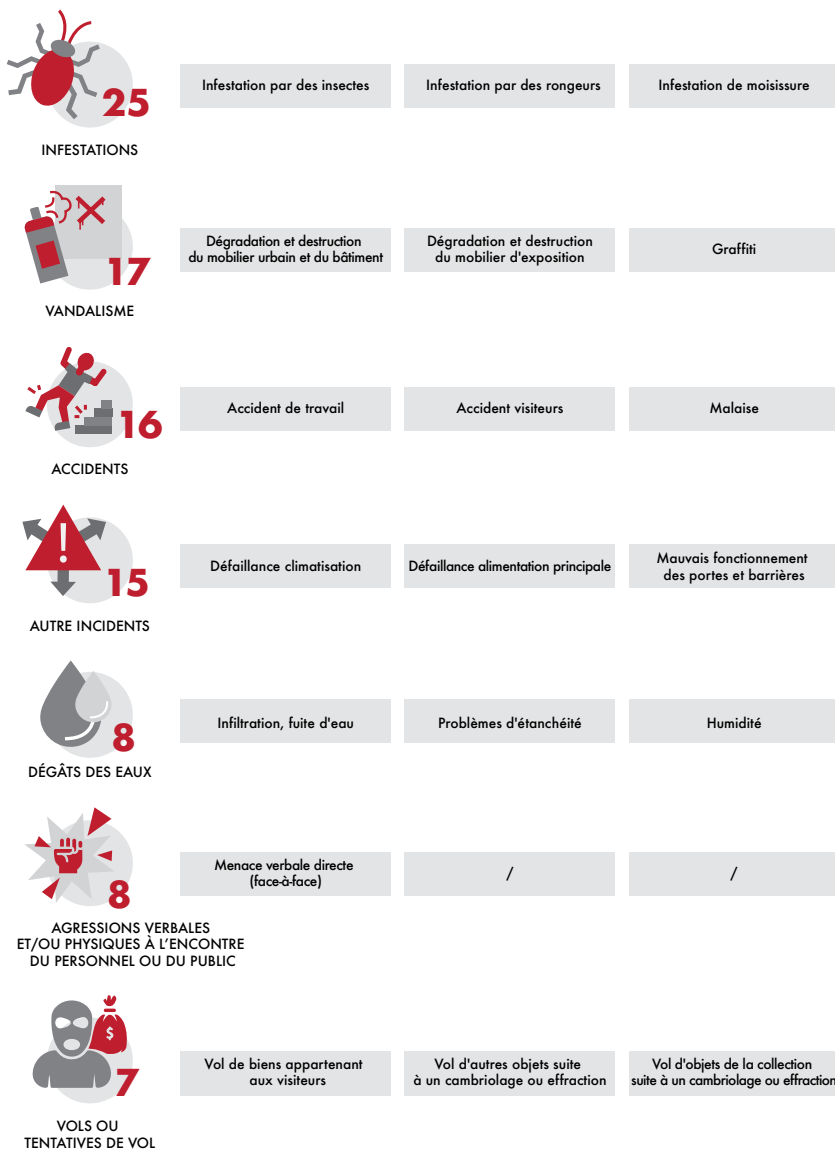 25
INFESTATIONS
Infestation par des insectes
Infestation par des rongeurs
Infestation de moisissure
17
VANDALISME
Dégradation et destruction
du mobilier urbain et du bâtiment
Dégradation et destruction
du mobilier d'exposition
Graffiti
16
ACCIDENTS
Accident de travail
Accident visiteurs
Malaise
!
15
AUTRE INCIDENTS
Défaillance climatisation
Défaillance alimentation principale
Mauvais fonctionnement
des portes et barrières
8
DÉGÂTS DES EAUX
Infiltration, fuite d'eau
Problèmes d'étanchéité
Humidité
8
AGRESSIONS VERBALES
ET/OU PHYSIQUES À L'ENCONTRE
DU PERSONNEL OU DU PUBLIC
Menace verbale directe
(face-à-face)
/
/
$
7
VOLS OU
TENTATIVES DE VOL
Vol de biens appartenant
aux visiteurs
Vol d'autres objets suite
à un cambriolage ou effraction
Vol d'objets de la collection
suite à un cambriolage ou effraction